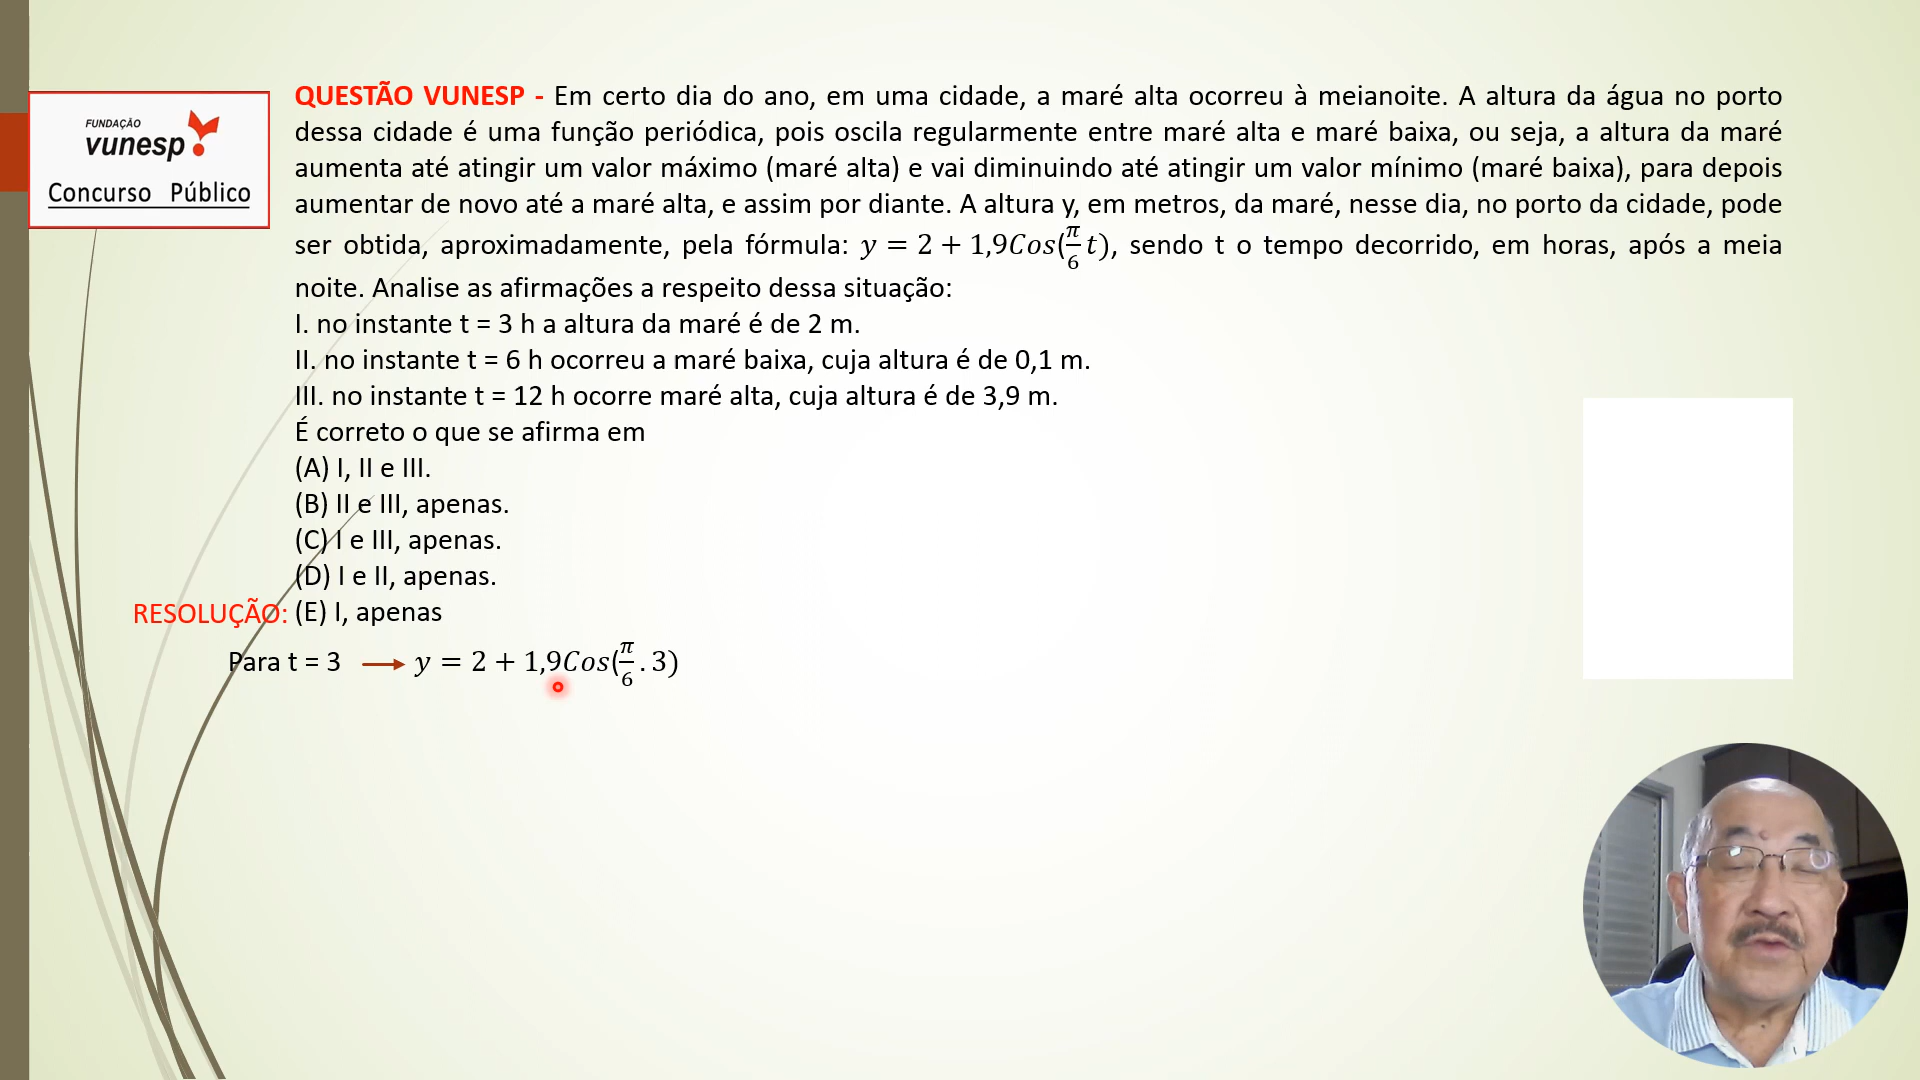 FUNDAÇÃO
vunesp
Concurso Público
QUESTÃO VUNESP - Em certo dia do ano, em uma cidade, a maré alta ocorreu à meianoite. A altura da água no porto
dessa cidade é uma função periódica, pois oscila regularmente entre maré alta e maré baixa, ou seja, a altura da maré
aumenta até atingir um valor máximo (maré alta) e vai diminuindo até atingir um valor mínimo (maré baixa), para depois
aumentar de novo até a maré alta, e assim por diante. A altura y, em metros, da maré, nesse dia, no porto da cidade, pode
ser obtida, aproximadamente, pela fórmula: y = 2 + 1,9Cos(π/6 t), sendo t o tempo decorrido, em horas, após a meia
noite. Analise as afirmações a respeito dessa situação:
I. no instante t = 3 h a altura da maré é de 2 m.
II. no instante t = 6 h ocorreu a maré baixa, cuja altura é de 0,1 m.
III. no instante t = 12 h ocorre maré alta, cuja altura é de 3,9 m.
É correto o que se afirma em
(A) I, II e III.
(B) II e III, apenas.
(C) I e III, apenas.
(D) I e II, apenas.
RESOLUÇÃO: (E) I, apenas
Para t = 3 → y = 2 + 1,9Cos(π/6 . 3)